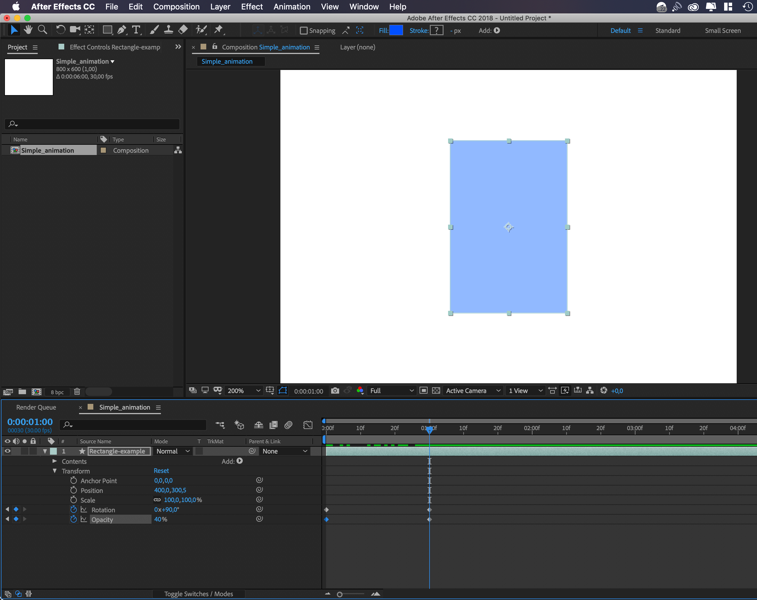 After Effects CC File Edit Composition Layer Effect Animation View Window Help
Adobe After Effects CC 2018 - Untitled Project *
Snapping Fill: Stroke: ? - px Add: Default Standard Small Screen
Project Effect Controls Rectangle-examp Composition Simple_animation Layer (none)
Simple_animation
Simple_animation
800 x 600 (1,00)
Δ 0:00:06:00, 30,00 fps
Name Type Size
Simple_animation Composition
8 bpc 200% 0:00:01:00 Full Active Camera 1 View +0,0
Render Queue Simple_animation
0:00:01:00
00030 (30.00 fps)
:00f 10f 20f 01:00f 10f 20f 02:00f 10f 20f 03:00f 10f 20f 04:00f
# Source Name Mode T TrkMat Parent & Link
1 Rectangle-example Normal None
Contents Add:
Transform Reset
Anchor Point 0,0,0,0
Position 400,0,300,5
Scale 100,0,100,0%
Rotation 0x+90,0°
Opacity 40%
Toggle Switches / Modes